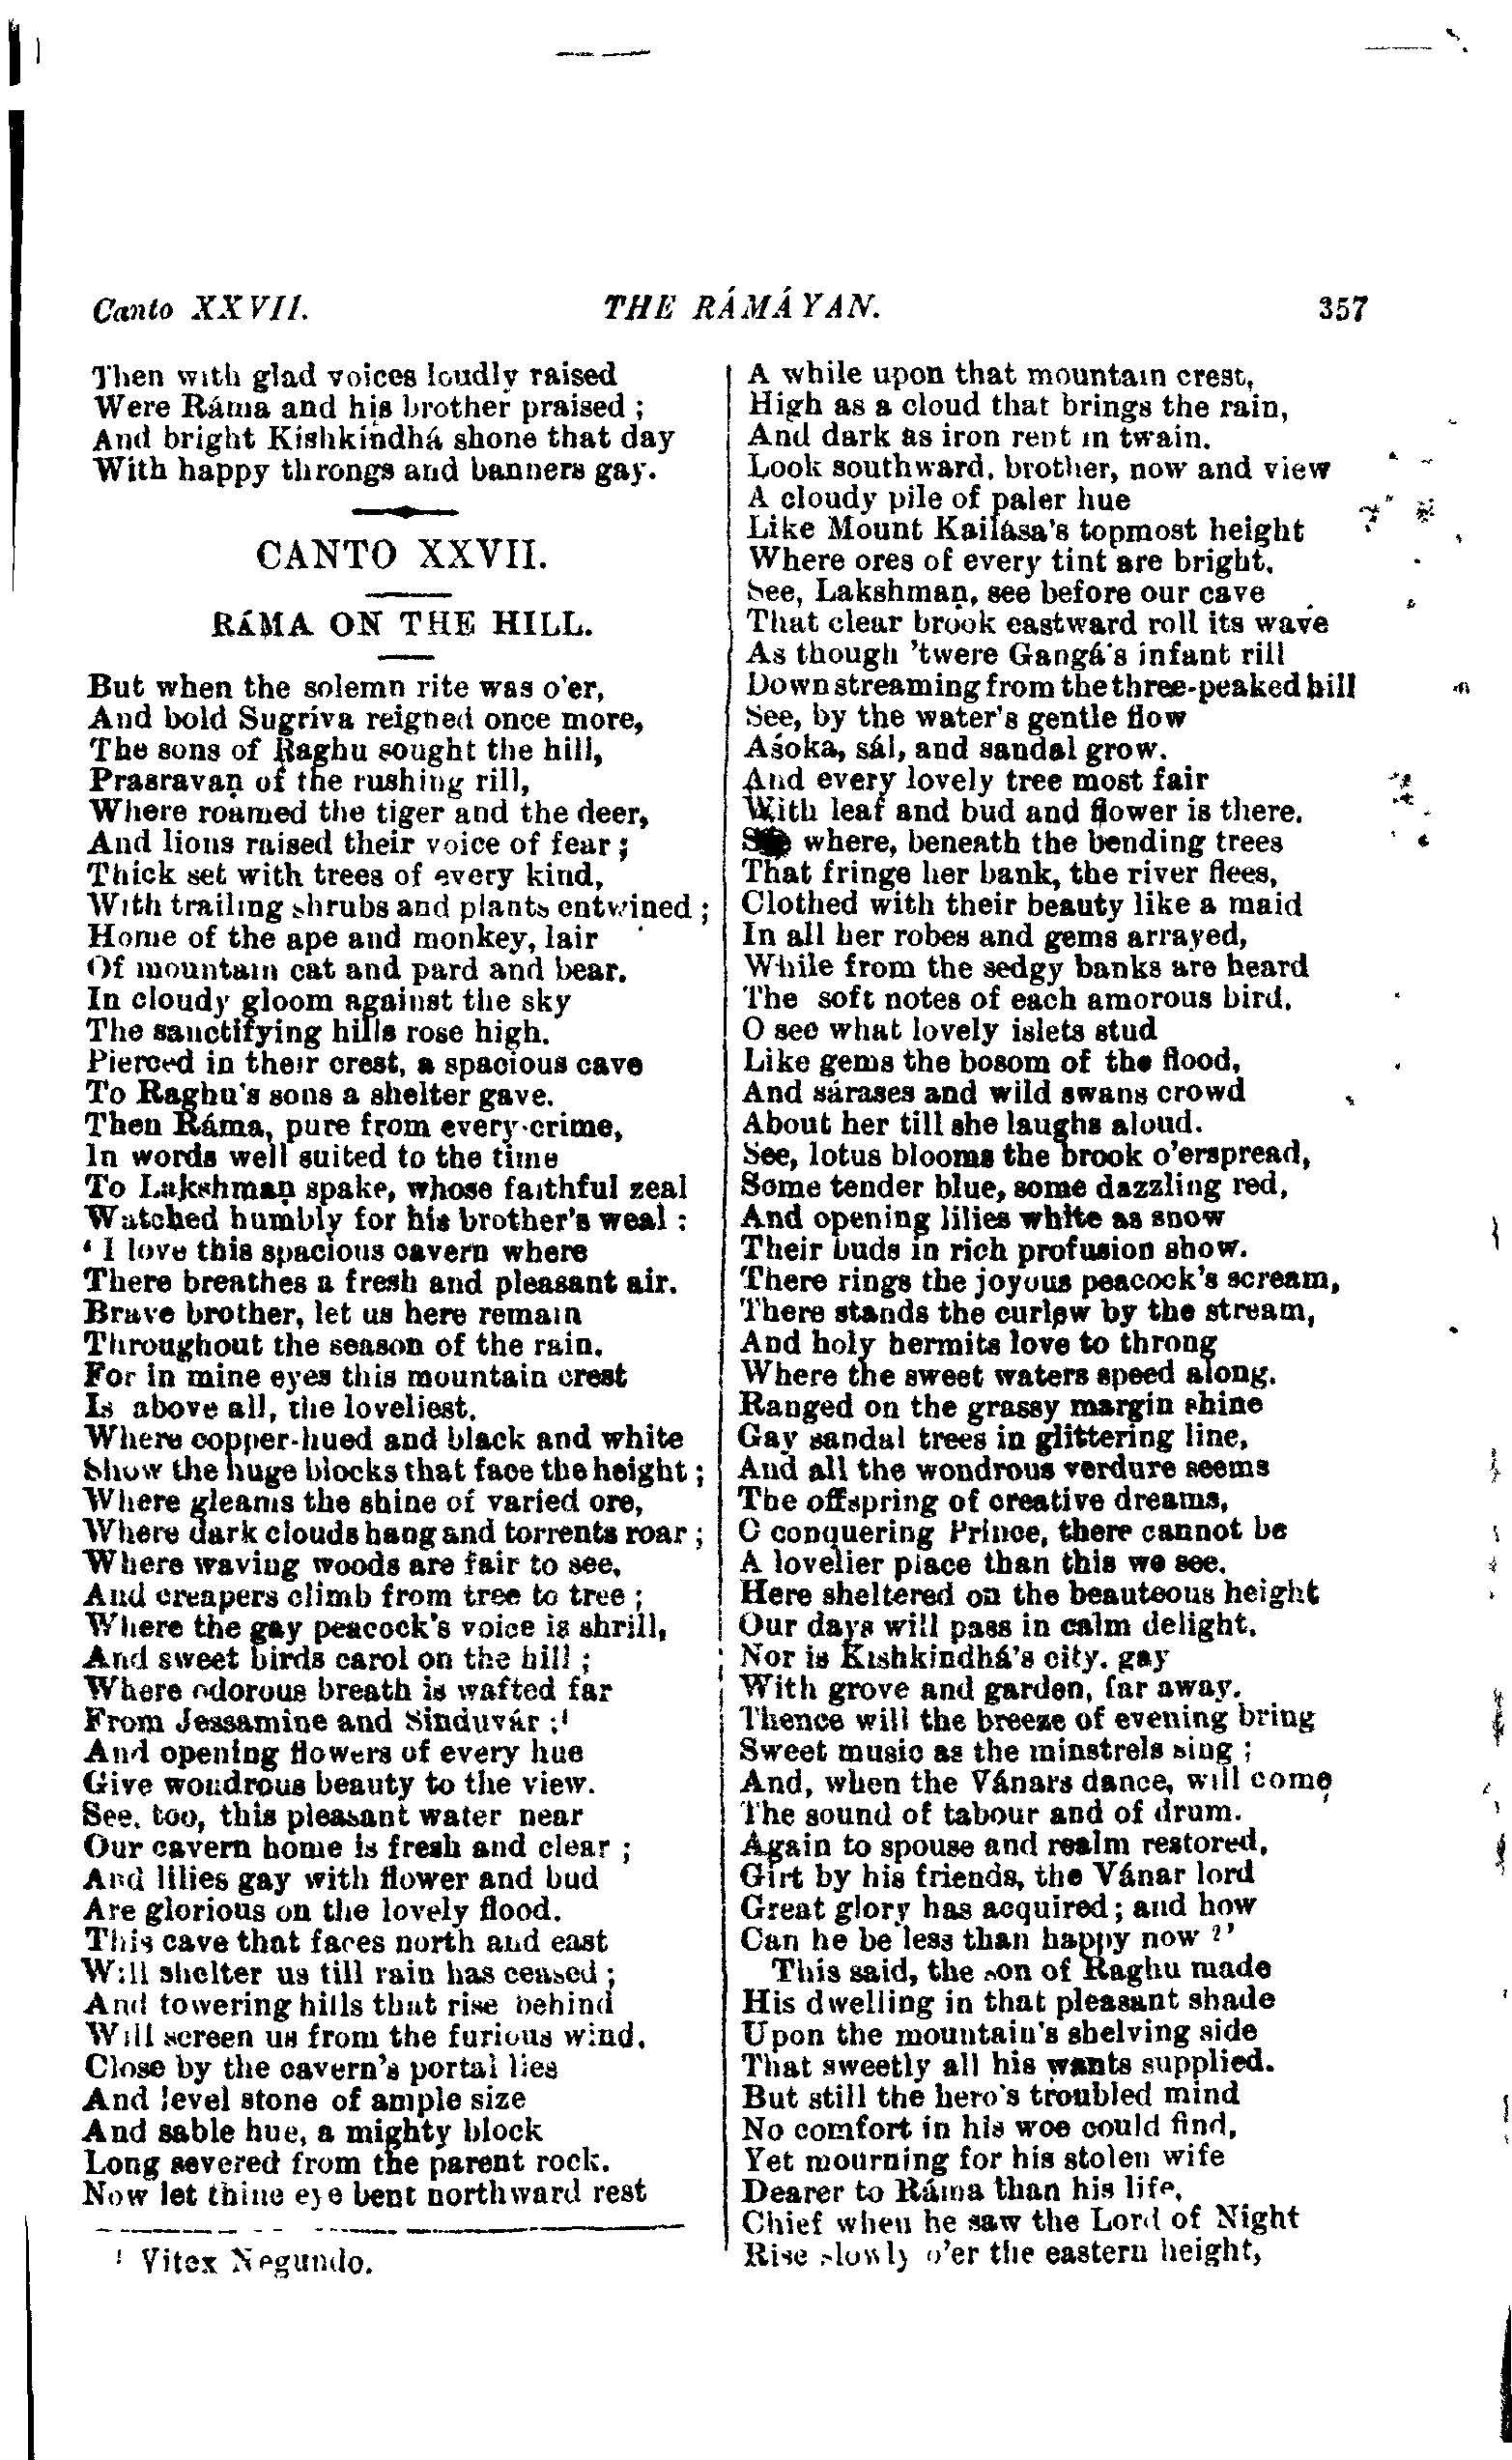 Canto XXVII. THE RÁMÁYAN. 357
Then with glad voices loudly raised
Were Ráma and his brother praised ;
And bright Kishkindhá shone that day
With happy throngs and banners gay.
CANTO XXVII.
RÁMA ON THE HILL.
But when the solemn rite was o'er,
And bold Sugríva reigned once more,
The sons of Raghu sought the hill,
Prasravaṇ of the rushing rill,
Where roamed the tiger and the deer,
And lions raised their voice of fear ;
Thick set with trees of every kind,
With trailing shrubs and plants entwined ;
Home of the ape and monkey, lair
Of mountain cat and pard and bear.
In cloudy gloom against the sky
The sanctifying hills rose high.
Pierced in their crest, a spacious cave
To Raghu's sons a shelter gave.
Then Ráma, pure from every crime,
In words well suited to the time
To Lakshmaṇ spake, whose faithful zeal
Watched humbly for his brother's weal :
' I love this spacious cavern where
There breathes a fresh and pleasant air.
Brave brother, let us here remain
Throughout the season of the rain.
For in mine eyes this mountain crest
Is above all, the loveliest.
Where copper-hued and black and white
Show the huge blocks that face the height ;
Where gleams the shine of varied ore,
Where dark clouds hang and torrents roar ;
Where waving woods are fair to see,
And creepers climb from tree to tree ;
Where the gay peacock's voice is shrill,
And sweet birds carol on the hill ;
Where odorous breath is wafted far
From Jessamine and Sinduvár ;¹
And opening flowers of every hue
Give wondrous beauty to the view.
See, too, this pleasant water near
Our cavern home is fresh and clear ;
And lilies gay with flower and bud
Are glorious on the lovely flood.
This cave that faces north and east
Will shelter us till rain has ceased ;
And towering hills that rise behind
Will screen us from the furious wind.
Close by the cavern's portal lies
And level stone of ample size
And sable hue, a mighty block
Long severed from the parent rock.
Now let thine eye bent northward rest
¹ Vitex Negundo.
A while upon that mountain crest,
High as a cloud that brings the rain,
And dark as iron rent in twain.
Look southward, brother, now and view
A cloudy pile of paler hue
Like Mount Kailása's topmost height
Where ores of every tint are bright.
See, Lakshmaṇ, see before our cave
That clear brook eastward roll its wave
As though 'twere Gangá's infant rill
Down streaming from the three-peaked hill
See, by the water's gentle flow
Aśoka, sál, and sandal grow.
And every lovely tree most fair
With leaf and bud and flower is there.
See where, beneath the bending trees
That fringe her bank, the river flees,
Clothed with their beauty like a maid
In all her robes and gems arrayed,
While from the sedgy banks are heard
The soft notes of each amorous bird.
O see what lovely islets stud
Like gems the bosom of the flood,
And sárases and wild swans crowd
About her till she laughs aloud.
See, lotus blooms the brook o'erspread,
Some tender blue, some dazzling red,
And opening lilies white as snow
Their buds in rich profusion show.
There rings the joyous peacock's scream,
There stands the curlew by the stream,
And holy hermits love to throng
Where the sweet waters speed along.
Ranged on the grassy margin shine
Gay sandal trees in glittering line,
And all the wondrous verdure seems
The offspring of creative dreams,
O conquering Prince, there cannot be
A lovelier place than this we see.
Here sheltered on the beauteous height
Our days will pass in calm delight.
Nor is Kishkindhá's city, gay
With grove and garden, far away.
Thence will the breeze of evening bring
Sweet music as the minstrels sing ;
And, when the Vánars dance, will come
The sound of tabour and of drum.
Again to spouse and realm restored,
Girt by his friends, the Vánar lord
Great glory has acquired ; and how
Can he be less than happy now ?'
This said, the son of Raghu made
His dwelling in that pleasant shade
Upon the mountain's shelving side
That sweetly all his wants supplied.
But still the hero's troubled mind
No comfort in his woe could find,
Yet mourning for his stolen wife
Dearer to Ráma than his life,
Chief when he saw the Lord of Night
Rise slowly o'er the eastern height,